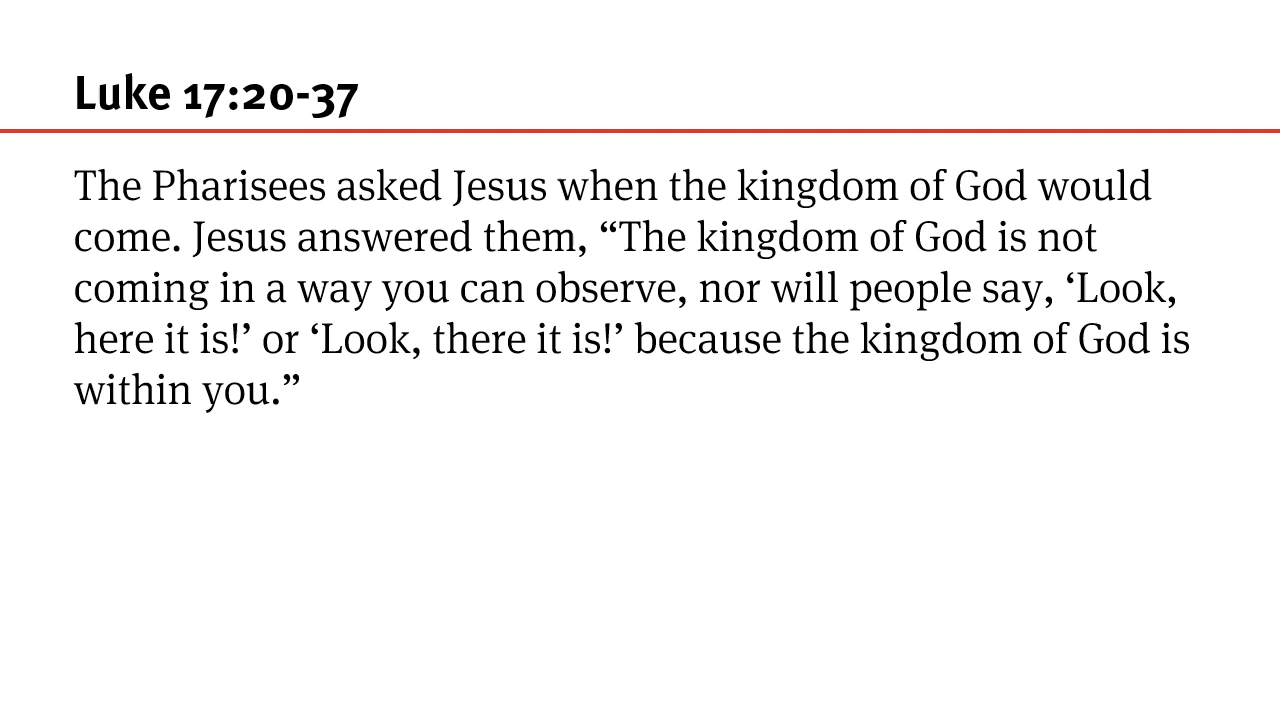 Luke 17:20-37
The Pharisees asked Jesus when the kingdom of God would
come. Jesus answered them, “The kingdom of God is not
coming in a way you can observe, nor will people say, ‘Look,
here it is!’ or ‘Look, there it is!’ because the kingdom of God is
within you.”